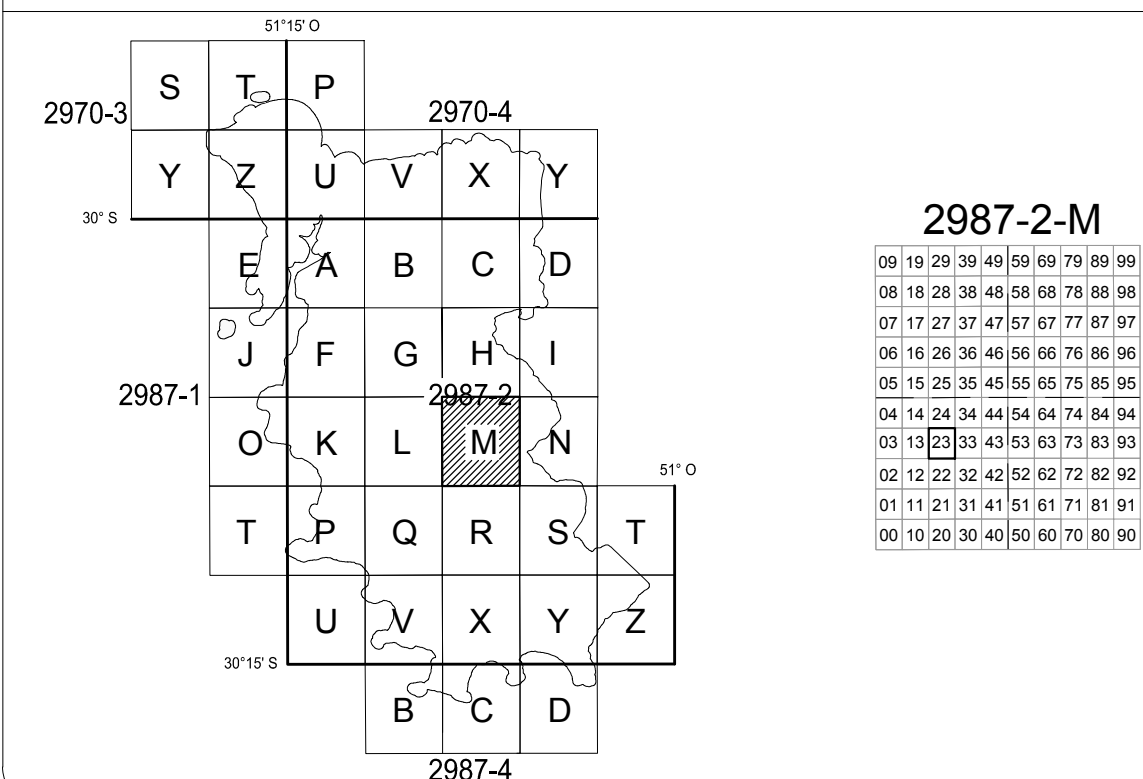 51°15' O
S T P
2970-3 2970-4
Y Z U V X Y
30° S
E A B C D
J F G H I
2987-1 2987-2
O K L M N
51° O
T P Q R S T
U V X Y Z
30°15' S
B C D
2987-4
2987-2-M
09 19 29 39 49 59 69 79 89 99
08 18 28 38 48 58 68 78 88 98
07 17 27 37 47 57 67 77 87 97
06 16 26 36 46 56 66 76 86 96
05 15 25 35 45 55 65 75 85 95
04 14 24 34 44 54 64 74 84 94
03 13 23 33 43 53 63 73 83 93
02 12 22 32 42 52 62 72 82 92
01 11 21 31 41 51 61 71 81 91
00 10 20 30 40 50 60 70 80 90